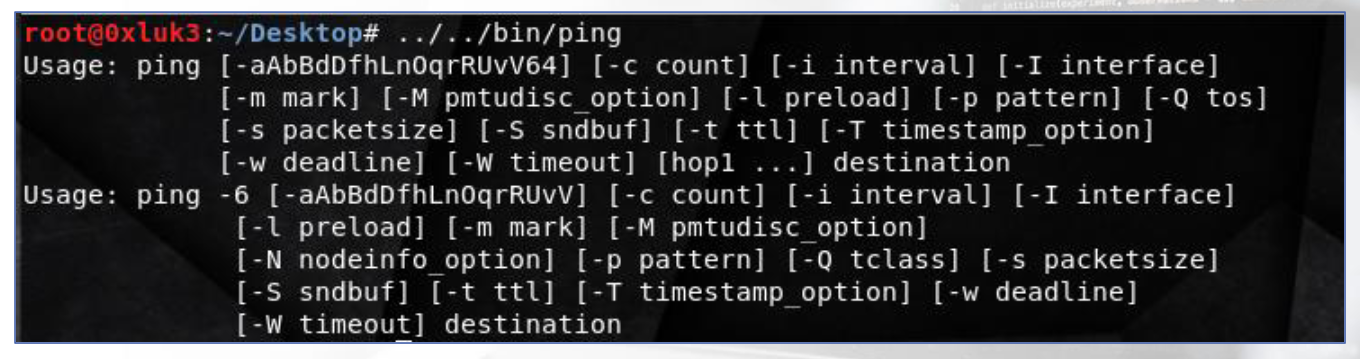 root@0xluk3:~/Desktop# ../../bin/ping
Usage: ping [-aAbBdDfhLnOqrRUvV64] [-c count] [-i interval] [-I interface]
[-m mark] [-M pmtudisc_option] [-l preload] [-p pattern] [-Q tos]
[-s packetsize] [-S sndbuf] [-t ttl] [-T timestamp_option]
[-w deadline] [-W timeout] [hop1 ...] destination
Usage: ping -6 [-aAbBdDfhLnOqrRUvV] [-c count] [-i interval] [-I interface]
[-l preload] [-m mark] [-M pmtudisc_option]
[-N nodeinfo_option] [-p pattern] [-Q tclass] [-s packetsize]
[-S sndbuf] [-t ttl] [-T timestamp_option] [-w deadline]
[-W timeout] destination